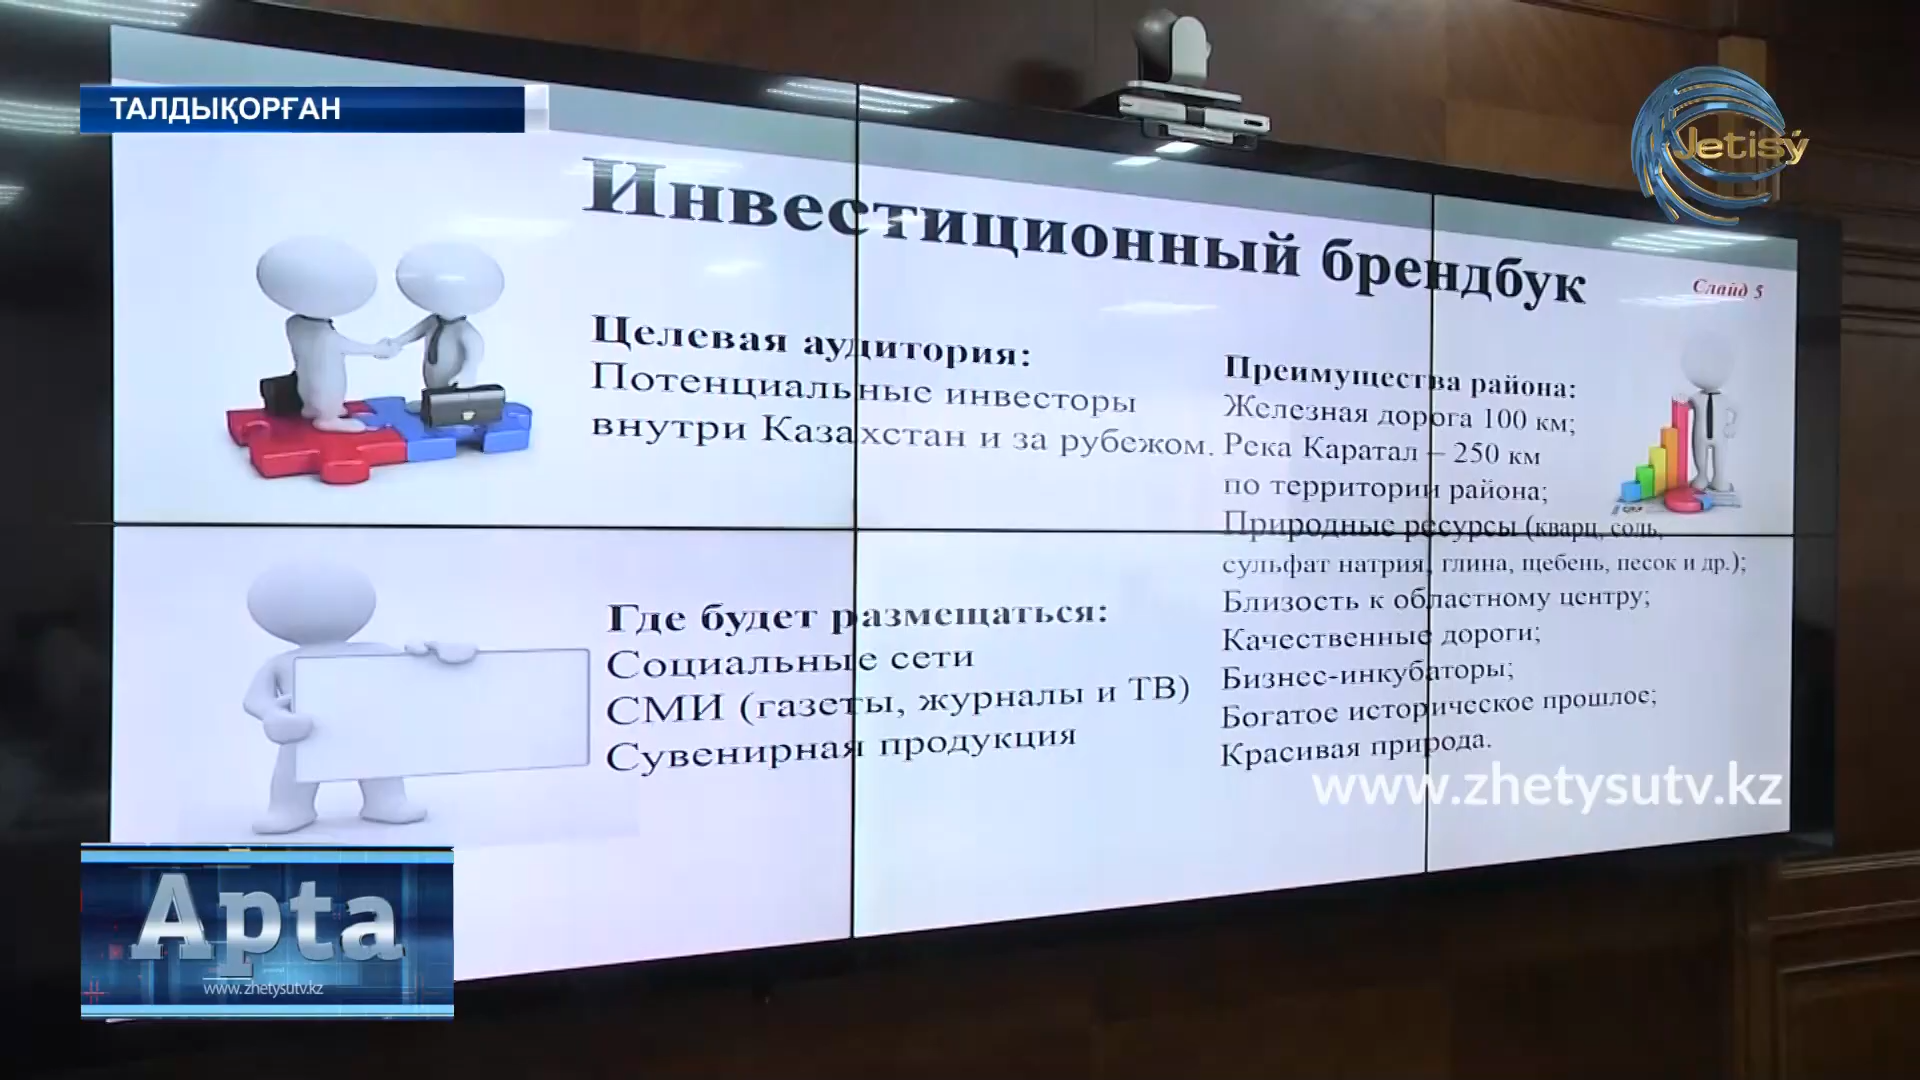 ТАЛДЫҚОРҒАН
Jetisý
Инвестиционный брендбук
Слайд 5
Целевая аудитория:
Потенциальные инвесторы
внутри Казахстан и за рубежом.
Преимущества района:
Железная дорога 100 км;
Река Каратал – 250 км
по территории района;
Природные ресурсы (кварц, соль,
сульфат натрия, глина, щебень, песок и др.);
Близость к областному центру;
Качественные дороги;
Бизнес-инкубаторы;
Богатое историческое прошлое;
Красивая природа.
Где будет размещаться:
Социальные сети
СМИ (газеты, журналы и ТВ)
Сувенирная продукция
www.zhetysutv.kz
Apta
www.zhetysutv.kz